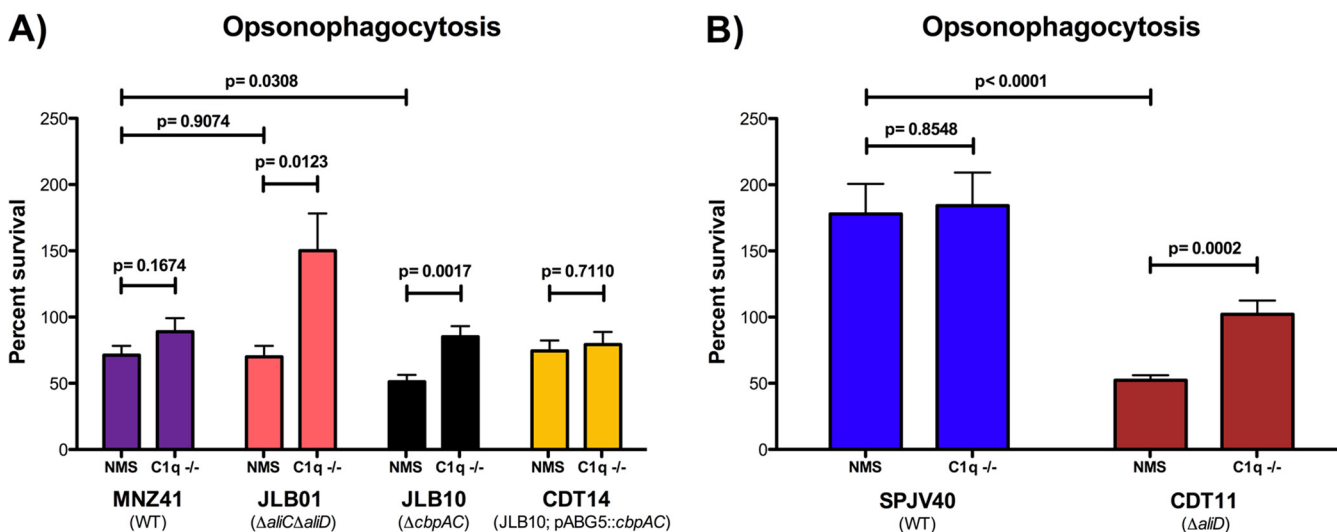 A)
Opsonophagocytosis
p= 0.0308
p= 0.9074
p= 0.0123
p= 0.1674
p= 0.0017
p= 0.7110
Percent survival
250
200
150
100
50
0
NMS C1q -/- NMS C1q -/- NMS C1q -/- NMS C1q -/-
MNZ41 JLB01 JLB10 CDT14
(WT) (ΔaliCΔaliD) (ΔcbpAC) (JLB10; pABG5::cbpAC)
B)
Opsonophagocytosis
p< 0.0001
p= 0.8548
p= 0.0002
Percent survival
250
200
150
100
50
0
NMS C1q -/- NMS C1q -/-
SPJV40 CDT11
(WT) (ΔaliD)